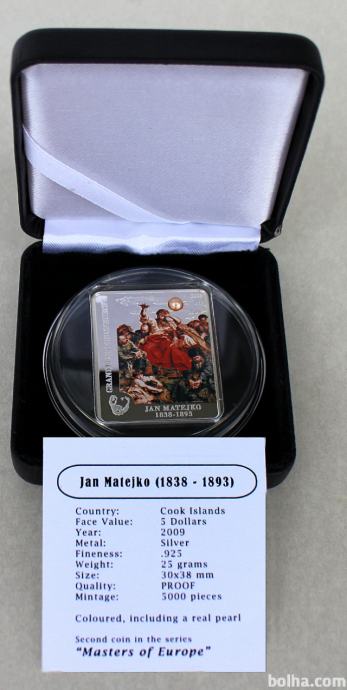 JAN MATEJKO
1838-1893
Jan Matejko (1838 - 1893)
Country: Cook Islands
Face Value: 5 Dollars
Year: 2009
Metal: Silver
Fineness: .925
Weight: 25 grams
Size: 30x38 mm
Quality: PROOF
Mintage: 5000 pieces
Coloured, including a real pearl
Second coin in the series
"Masters of Europe"
bolha.com